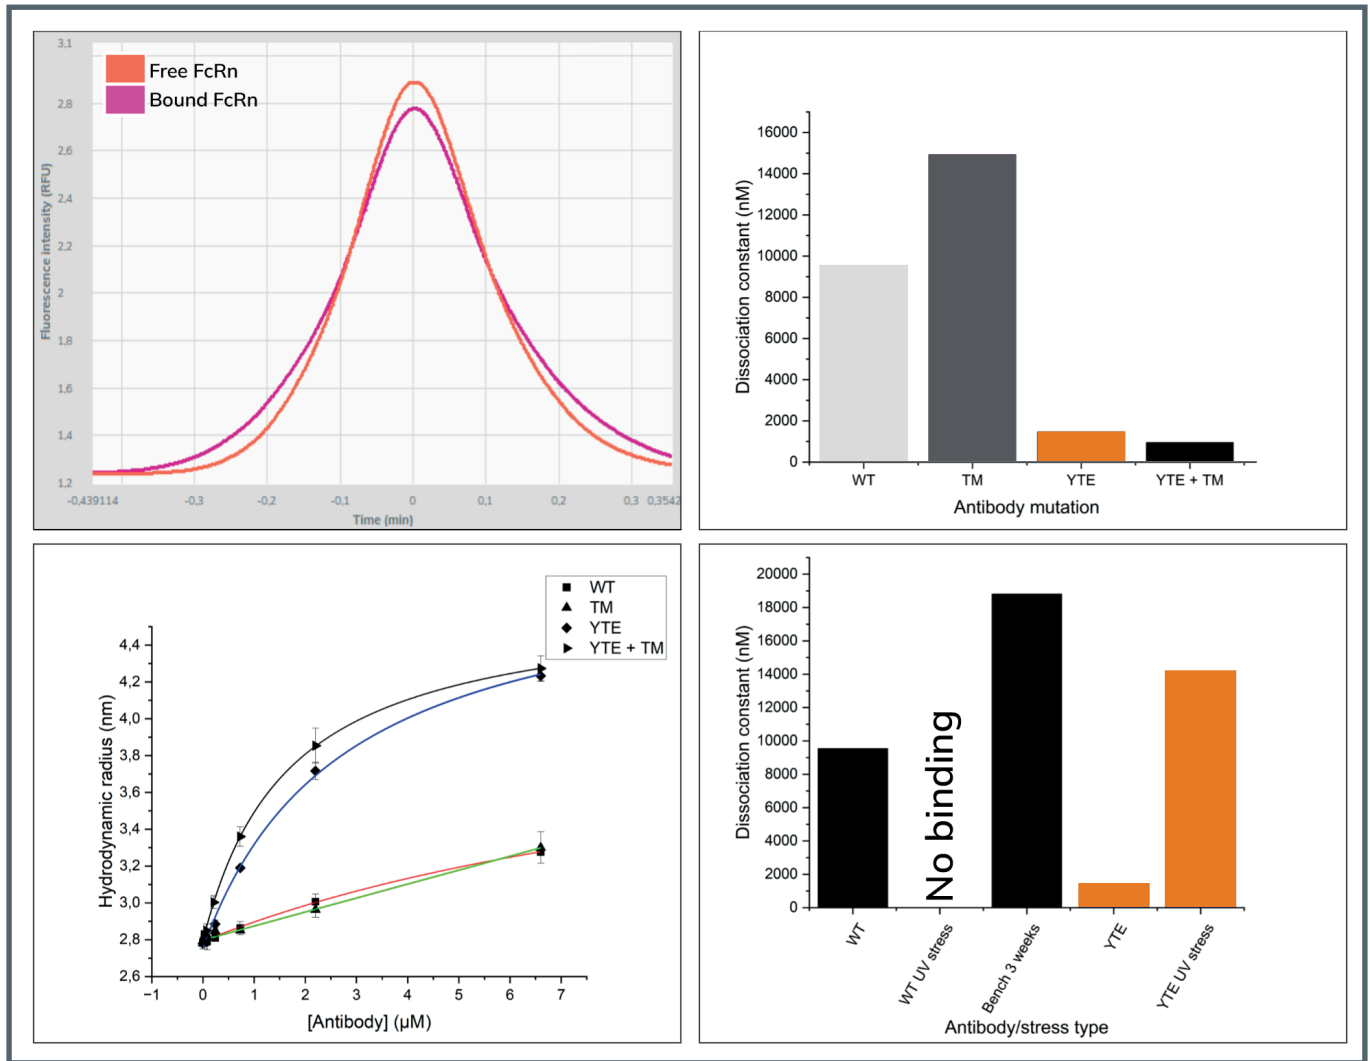 3,1
2,8
2,6
2,4
2,2
2
1,8
1,6
1,4
1,2
Fluorescence intensity (RFU)
Free FcRn
Bound FcRn
-0,439114 -0,3 -0,2 -0,1 0 0,1 0,2 0,3 0,3542
Time (min)
16000
14000
12000
10000
8000
6000
4000
2000
0
Dissociation constant (nM)
WT TM YTE YTE + TM
Antibody mutation
WT
TM
YTE
YTE + TM
4,4
4,2
4,0
3,8
3,6
3,4
3,2
3,0
2,8
2,6
Hydrodynamic radius (nm)
−1 0 1 2 3 4 5 6 7
[Antibody] (µM)
20000
18000
16000
14000
12000
10000
8000
6000
4000
2000
0
Dissociation constant (nM)
No binding
WT
WT UV stress
Bench 3 weeks
YTE
YTE UV stress
Antibody/stress type